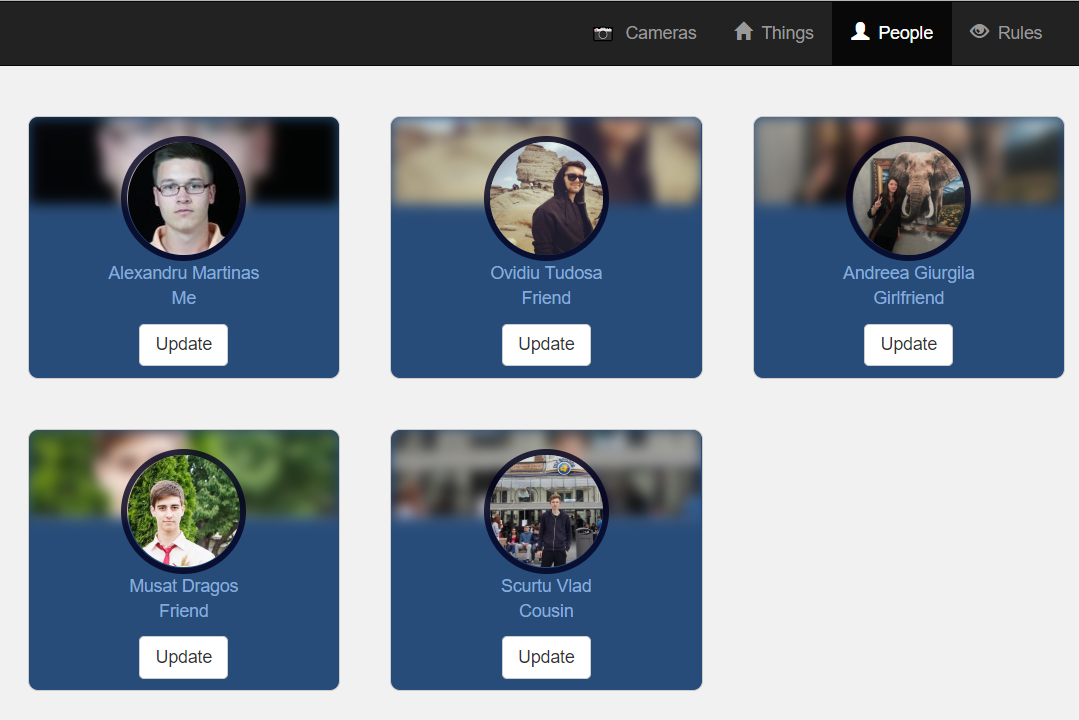 Cameras
Things
People
Rules
Alexandru Martinas
Me
Update
Ovidiu Tudosa
Friend
Update
Andreea Giurgila
Girlfriend
Update
Musat Dragos
Friend
Update
Scurtu Vlad
Cousin
Update